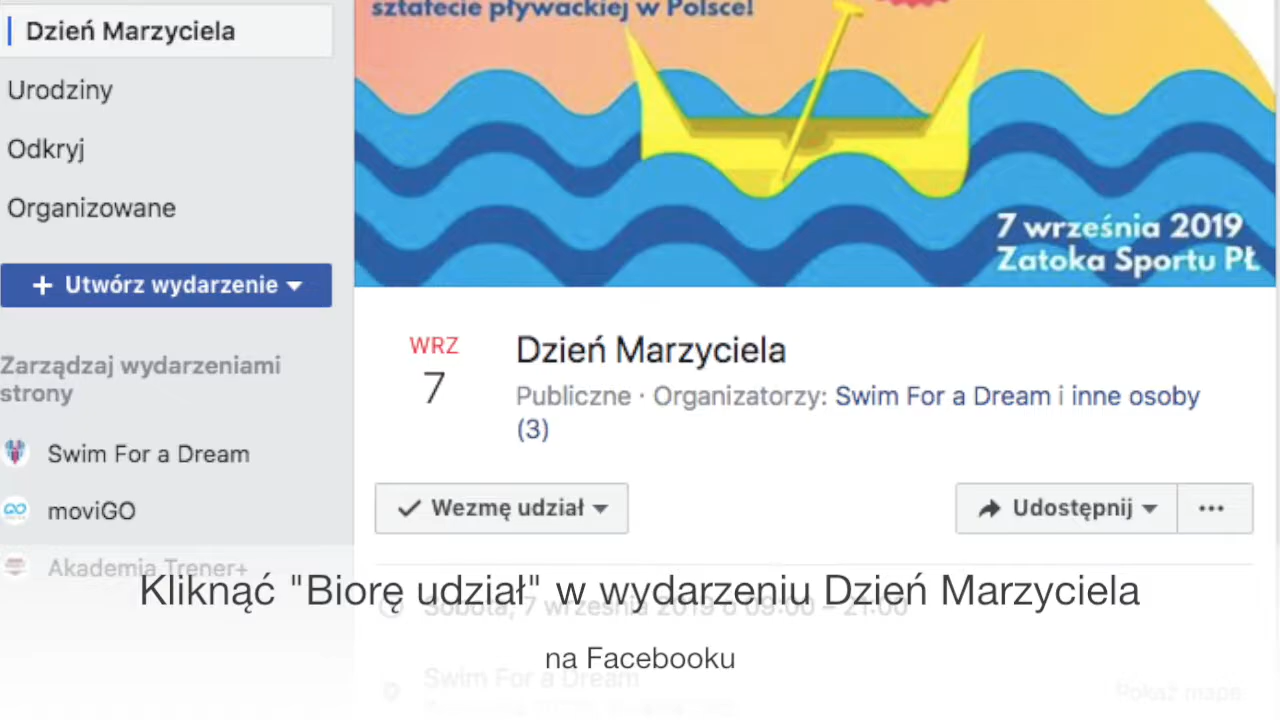 Dzień Marzyciela
Urodziny
Odkryj
Organizowane
+ Utwórz wydarzenie
Zarządzaj wydarzeniami
strony
Swim For a Dream
moviGO
Akademia Trener+
sztafecie pływackiej w Polsce!
7 września 2019
Zatoka Sportu PŁ
WRZ
7
Dzień Marzyciela
Publiczne · Organizatorzy: Swim For a Dream i inne osoby
(3)
Wezmę udział
Udostępnij
Sobota, 7 września 2019 o 09:00 – 21:00
Swim For a Dream
Pokaż mapę
Kliknąć "Biorę udział" w wydarzeniu Dzień Marzyciela
na Facebooku